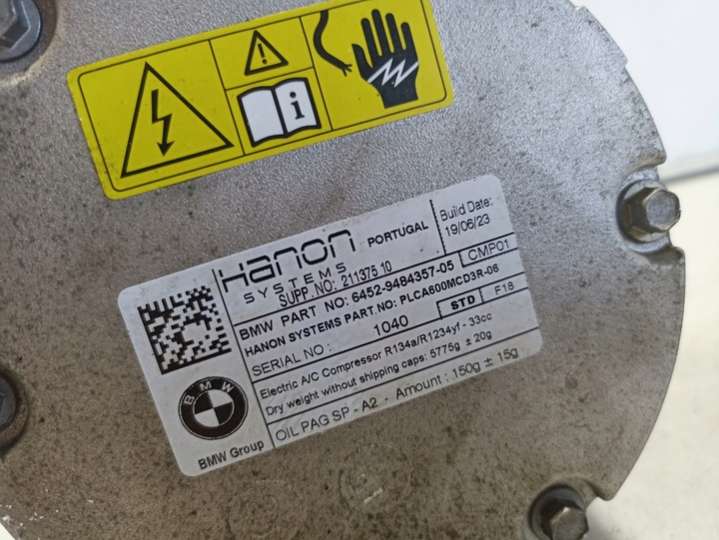 Hanon
SYSTEMS
PORTUGAL
Build Date:
19/06/23
SUPP.NO: 211375 10
BMW PART NO: 6452-9484357-05
CMP01
HANON SYSTEMS PART.NO: PLCA600MCD3R-06
SERIAL NO : 1040
STD
F18
Electric A/C Compressor R134a/R1234yf - 33cc
Dry weight without shipping caps: 5775g ± 20g
OIL PAG SP - A2 - Amount : 150g ± 15g
BMW
BMW Group